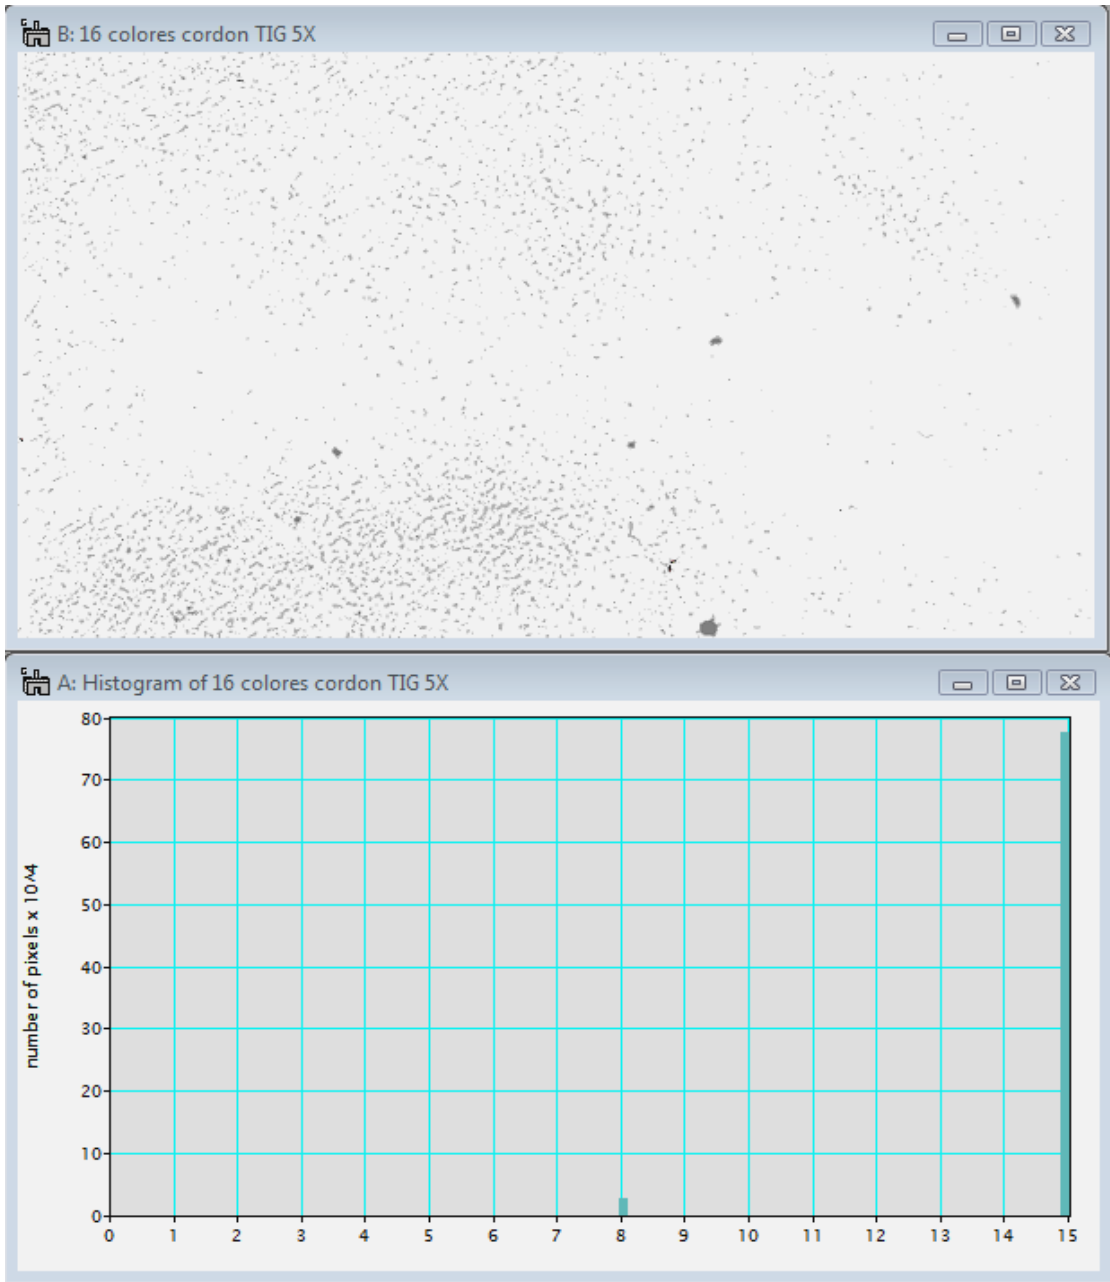 B: 16 colores cordon TIG 5X
A: Histogram of 16 colores cordon TIG 5X
80
70
60
50
40
30
20
10
0
number of pixels x 10^4
0 1 2 3 4 5 6 7 8 9 10 11 12 13 14 15